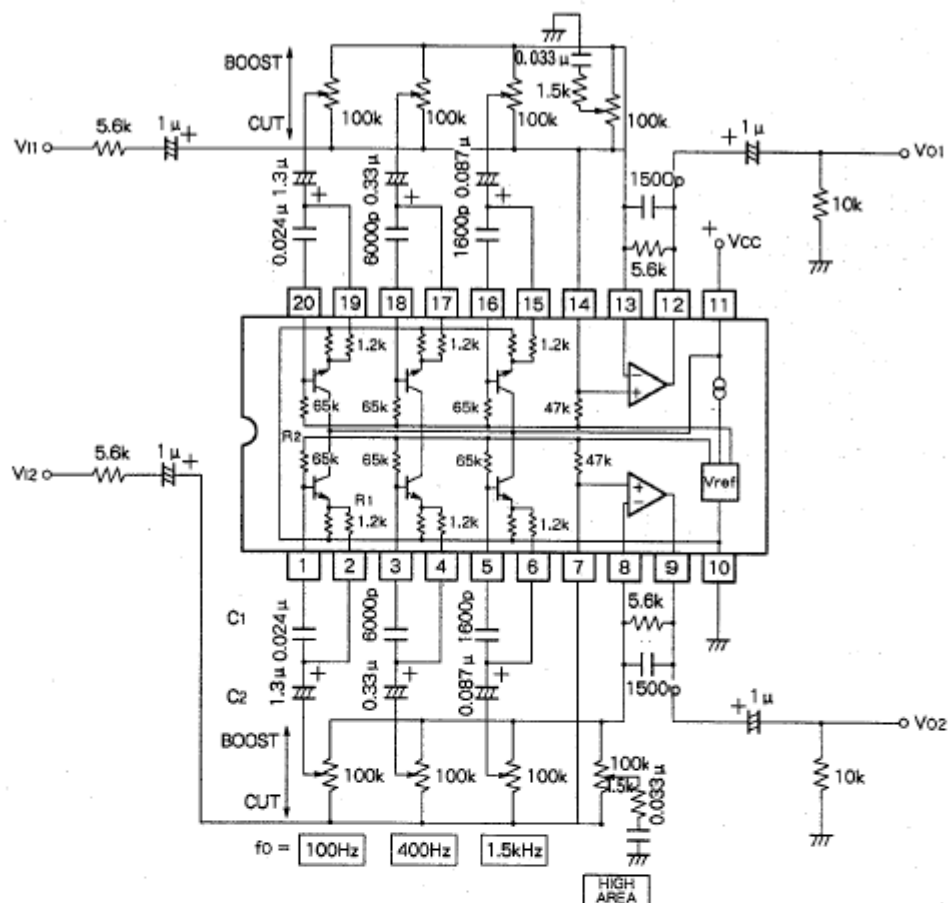 BOOST
CUT
0.033μ
1.5k
100k
100k
100k
100k
VI1
5.6k
1μ
+
1.3μ
0.024μ
+
0.33μ
6000p
+
0.087μ
1600p
+
1500p
5.6k
+
1μ
VO1
10k
+
VCC
20
19
18
17
16
15
14
13
12
11
1.2k
1.2k
1.2k
65k
65k
65k
47k
−
+
R2
65k
65k
65k
47k
Vref
+
−
R1
1.2k
1.2k
1.2k
VI2
5.6k
1μ
+
1
2
3
4
5
6
7
8
9
10
C1
0.024μ
6000p
1600p
C2
1.3μ
+
0.33μ
+
0.087μ
+
5.6k
1500p
+
1μ
VO2
10k
BOOST
CUT
100k
100k
100k
100k
1.5k
0.033μ
fO =
100Hz
400Hz
1.5kHz
HIGH
AREA